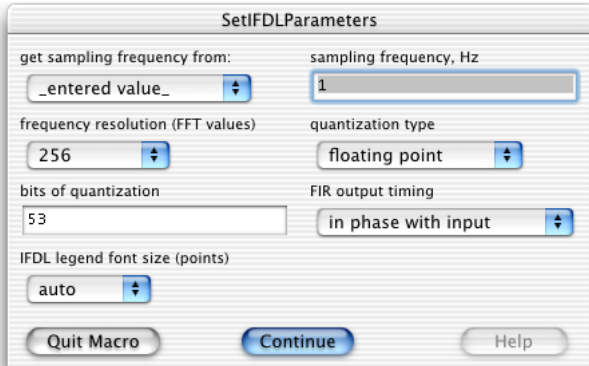 SetIFDLParameters
get sampling frequency from:
sampling frequency, Hz
_entered value_
1
frequency resolution (FFT values)
quantization type
256
floating point
bits of quantization
FIR output timing
53
in phase with input
IFDL legend font size (points)
auto
Quit Macro
Continue
Help